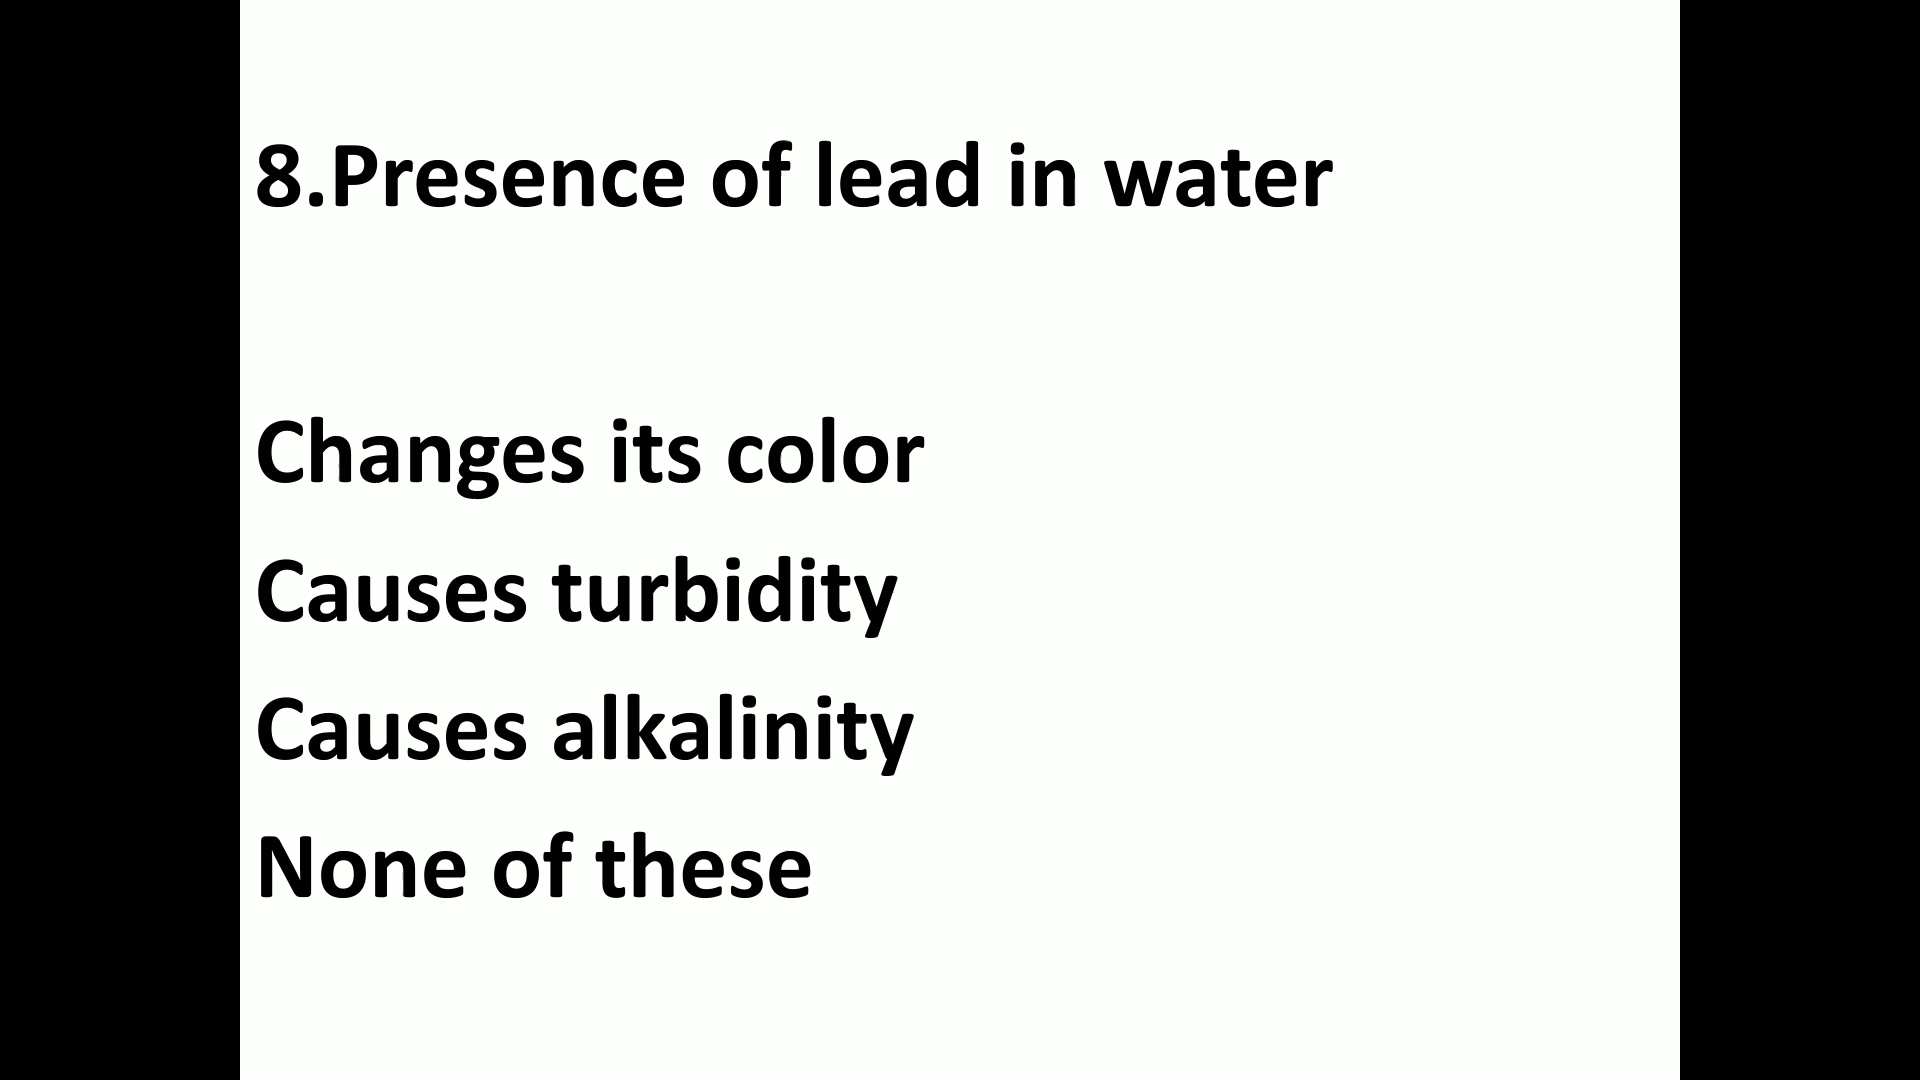 8.Presence of lead in water
Changes its color
Causes turbidity
Causes alkalinity
None of these